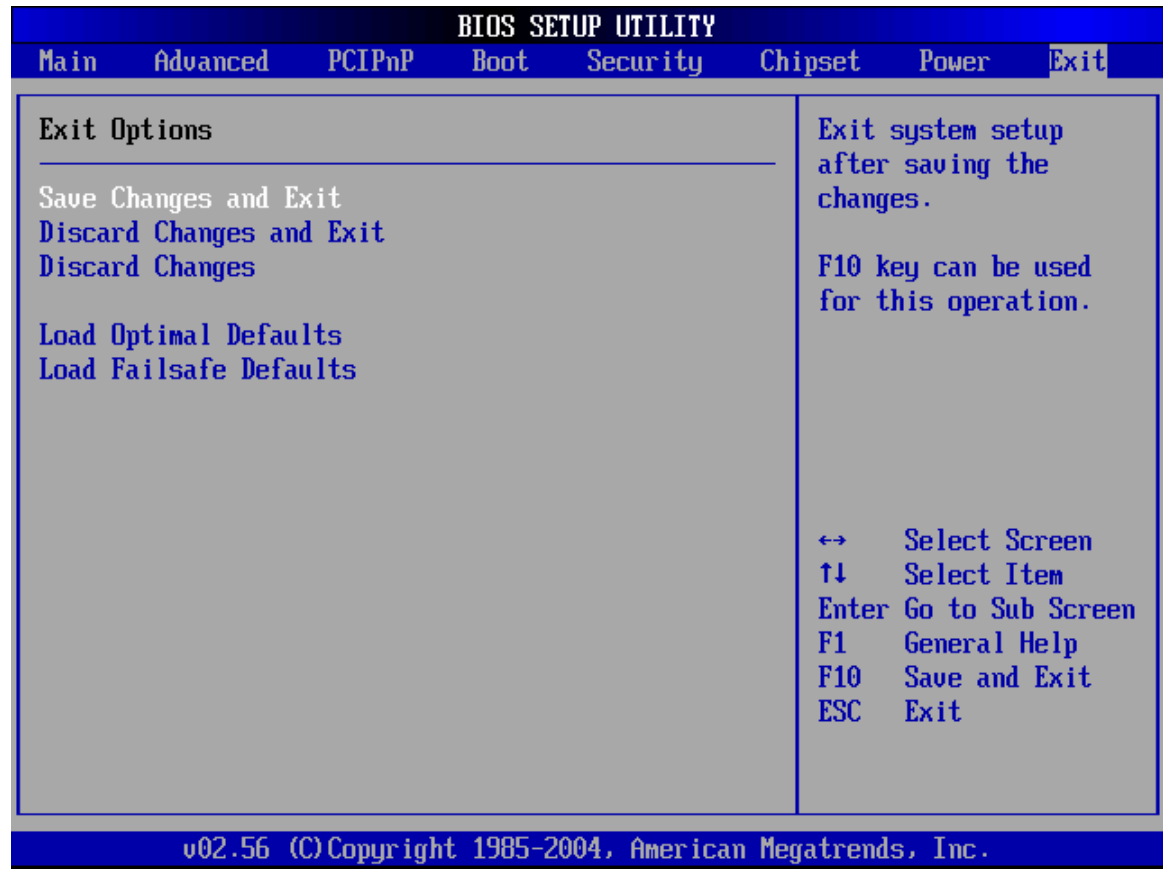 BIOS SETUP UTILITY
Main Advanced PCIPnP Boot Security Chipset Power Exit
Exit Options
Save Changes and Exit
Discard Changes and Exit
Discard Changes
Load Optimal Defaults
Load Failsafe Defaults
Exit system setup
after saving the
changes.
F10 key can be used
for this operation.
↔ Select Screen
↑↓ Select Item
Enter Go to Sub Screen
F1 General Help
F10 Save and Exit
ESC Exit
v02.56 (C)Copyright 1985-2004, American Megatrends, Inc.